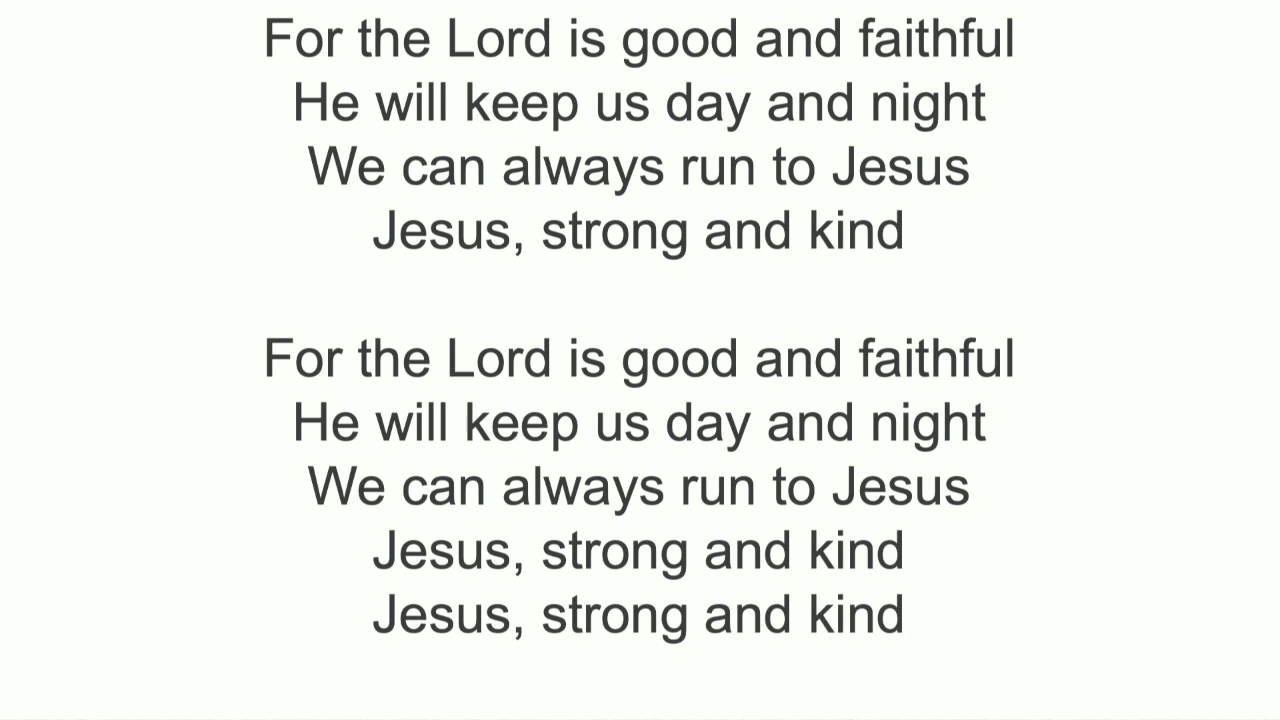 For the Lord is good and faithful
He will keep us day and night
We can always run to Jesus
Jesus, strong and kind
For the Lord is good and faithful
He will keep us day and night
We can always run to Jesus
Jesus, strong and kind
Jesus, strong and kind